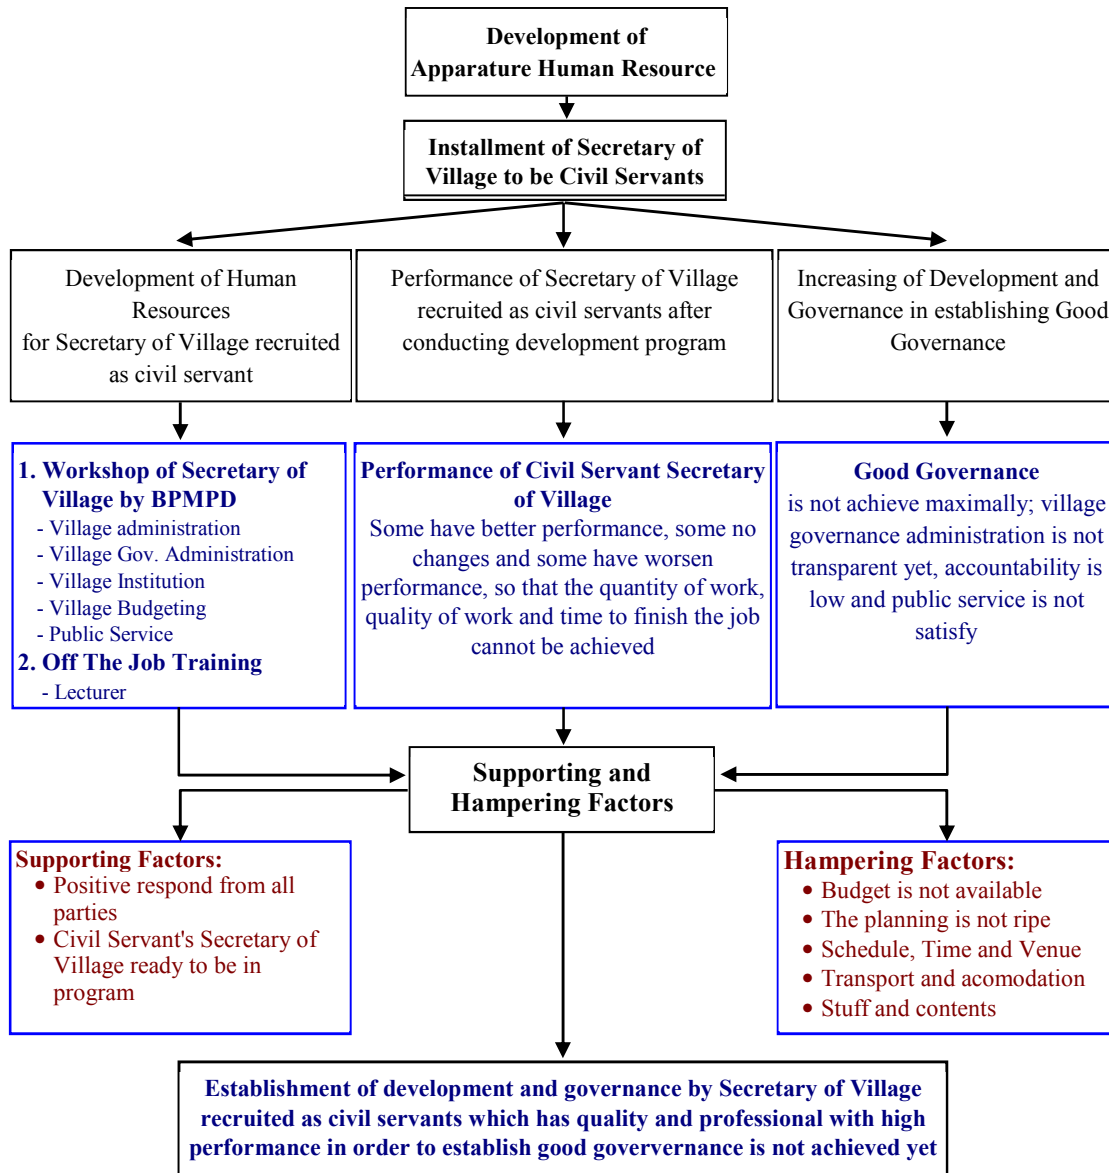 Development of
Apparature Human Resource
Installment of Secretary of
Village to be Civil Servants
Development of Human
Resources
for Secretary of Village recruited
as civil servant
Performance of Secretary of Village
recruited as civil servants after
conducting development program
Increasing of Development and
Governance in establishing Good
Governance
1. Workshop of Secretary of
Village by BPMPD
- Village administration
- Village Gov. Administration
- Village Institution
- Village Budgeting
- Public Service
2. Off The Job Training
- Lecturer
Performance of Civil Servant Secretary
of Village
Some have better performance, some no
changes and some have worsen
performance, so that the quantity of work,
quality of work and time to finish the job
cannot be achieved
Good Governance
is not achieve maximally; village
governance administration is not
transparent yet, accountability is
low and public service is not
satisfy
Supporting and
Hampering Factors
Supporting Factors:
• Positive respond from all
parties
• Civil Servant's Secretary of
Village ready to be in
program
Hampering Factors:
• Budget is not available
• The planning is not ripe
• Schedule, Time and Venue
• Transport and acomodation
• Stuff and contents
Establishment of development and governance by Secretary of Village
recruited as civil servants which has quality and professional with high
performance in order to establish good goververnance is not achieved yet